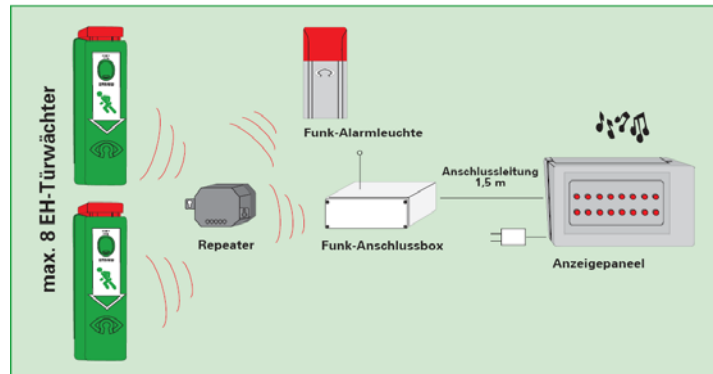 max. 8 EH-Türwächter
Funk-Alarmleuchte
Anschlussleitung
1,5 m
Repeater
Funk-Anschlussbox
Anzeigepaneel